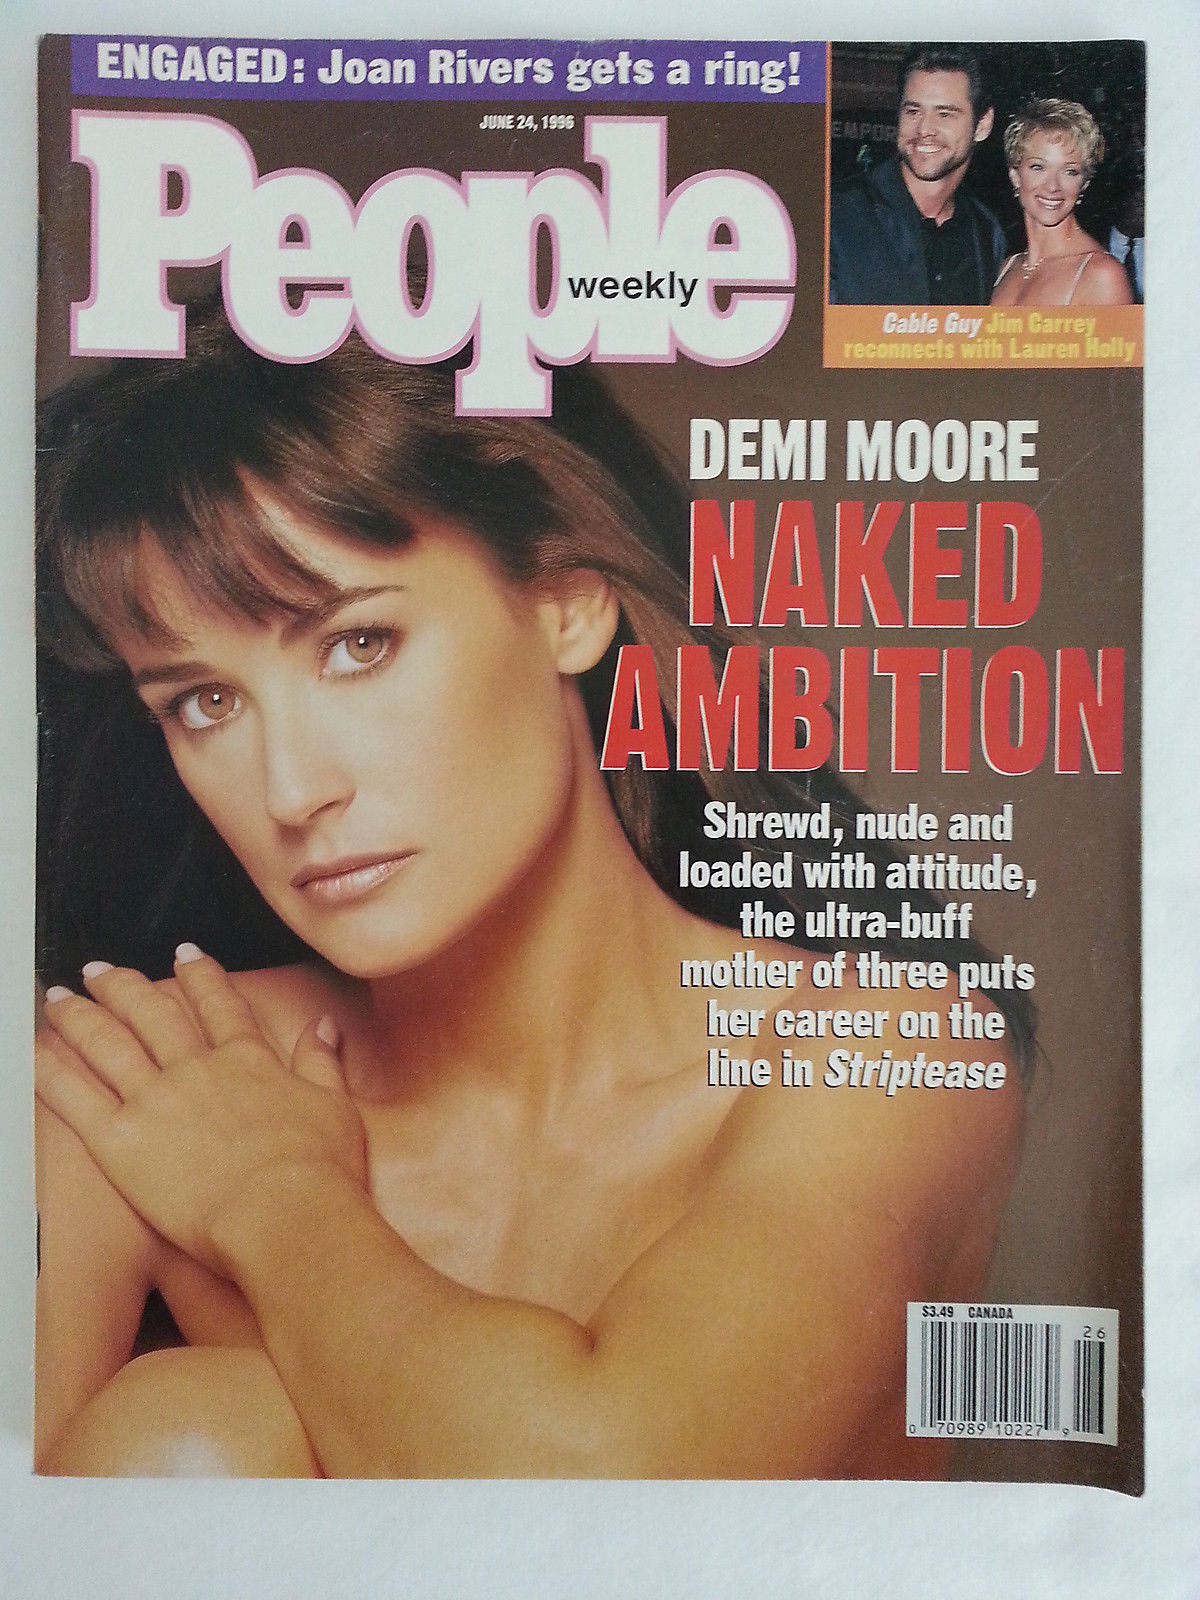 ENGAGED: Joan Rivers gets a ring!
JUNE 24, 1996
People
weekly
EMPOR
Cable Guy Jim Carrey
reconnects with Lauren Holly
DEMI MOORE
NAKED
AMBITION
Shrewd, nude and
loaded with attitude,
the ultra-buff
mother of three puts
her career on the
line in Striptease
$3.49 CANADA
26
0 70989 10227 9